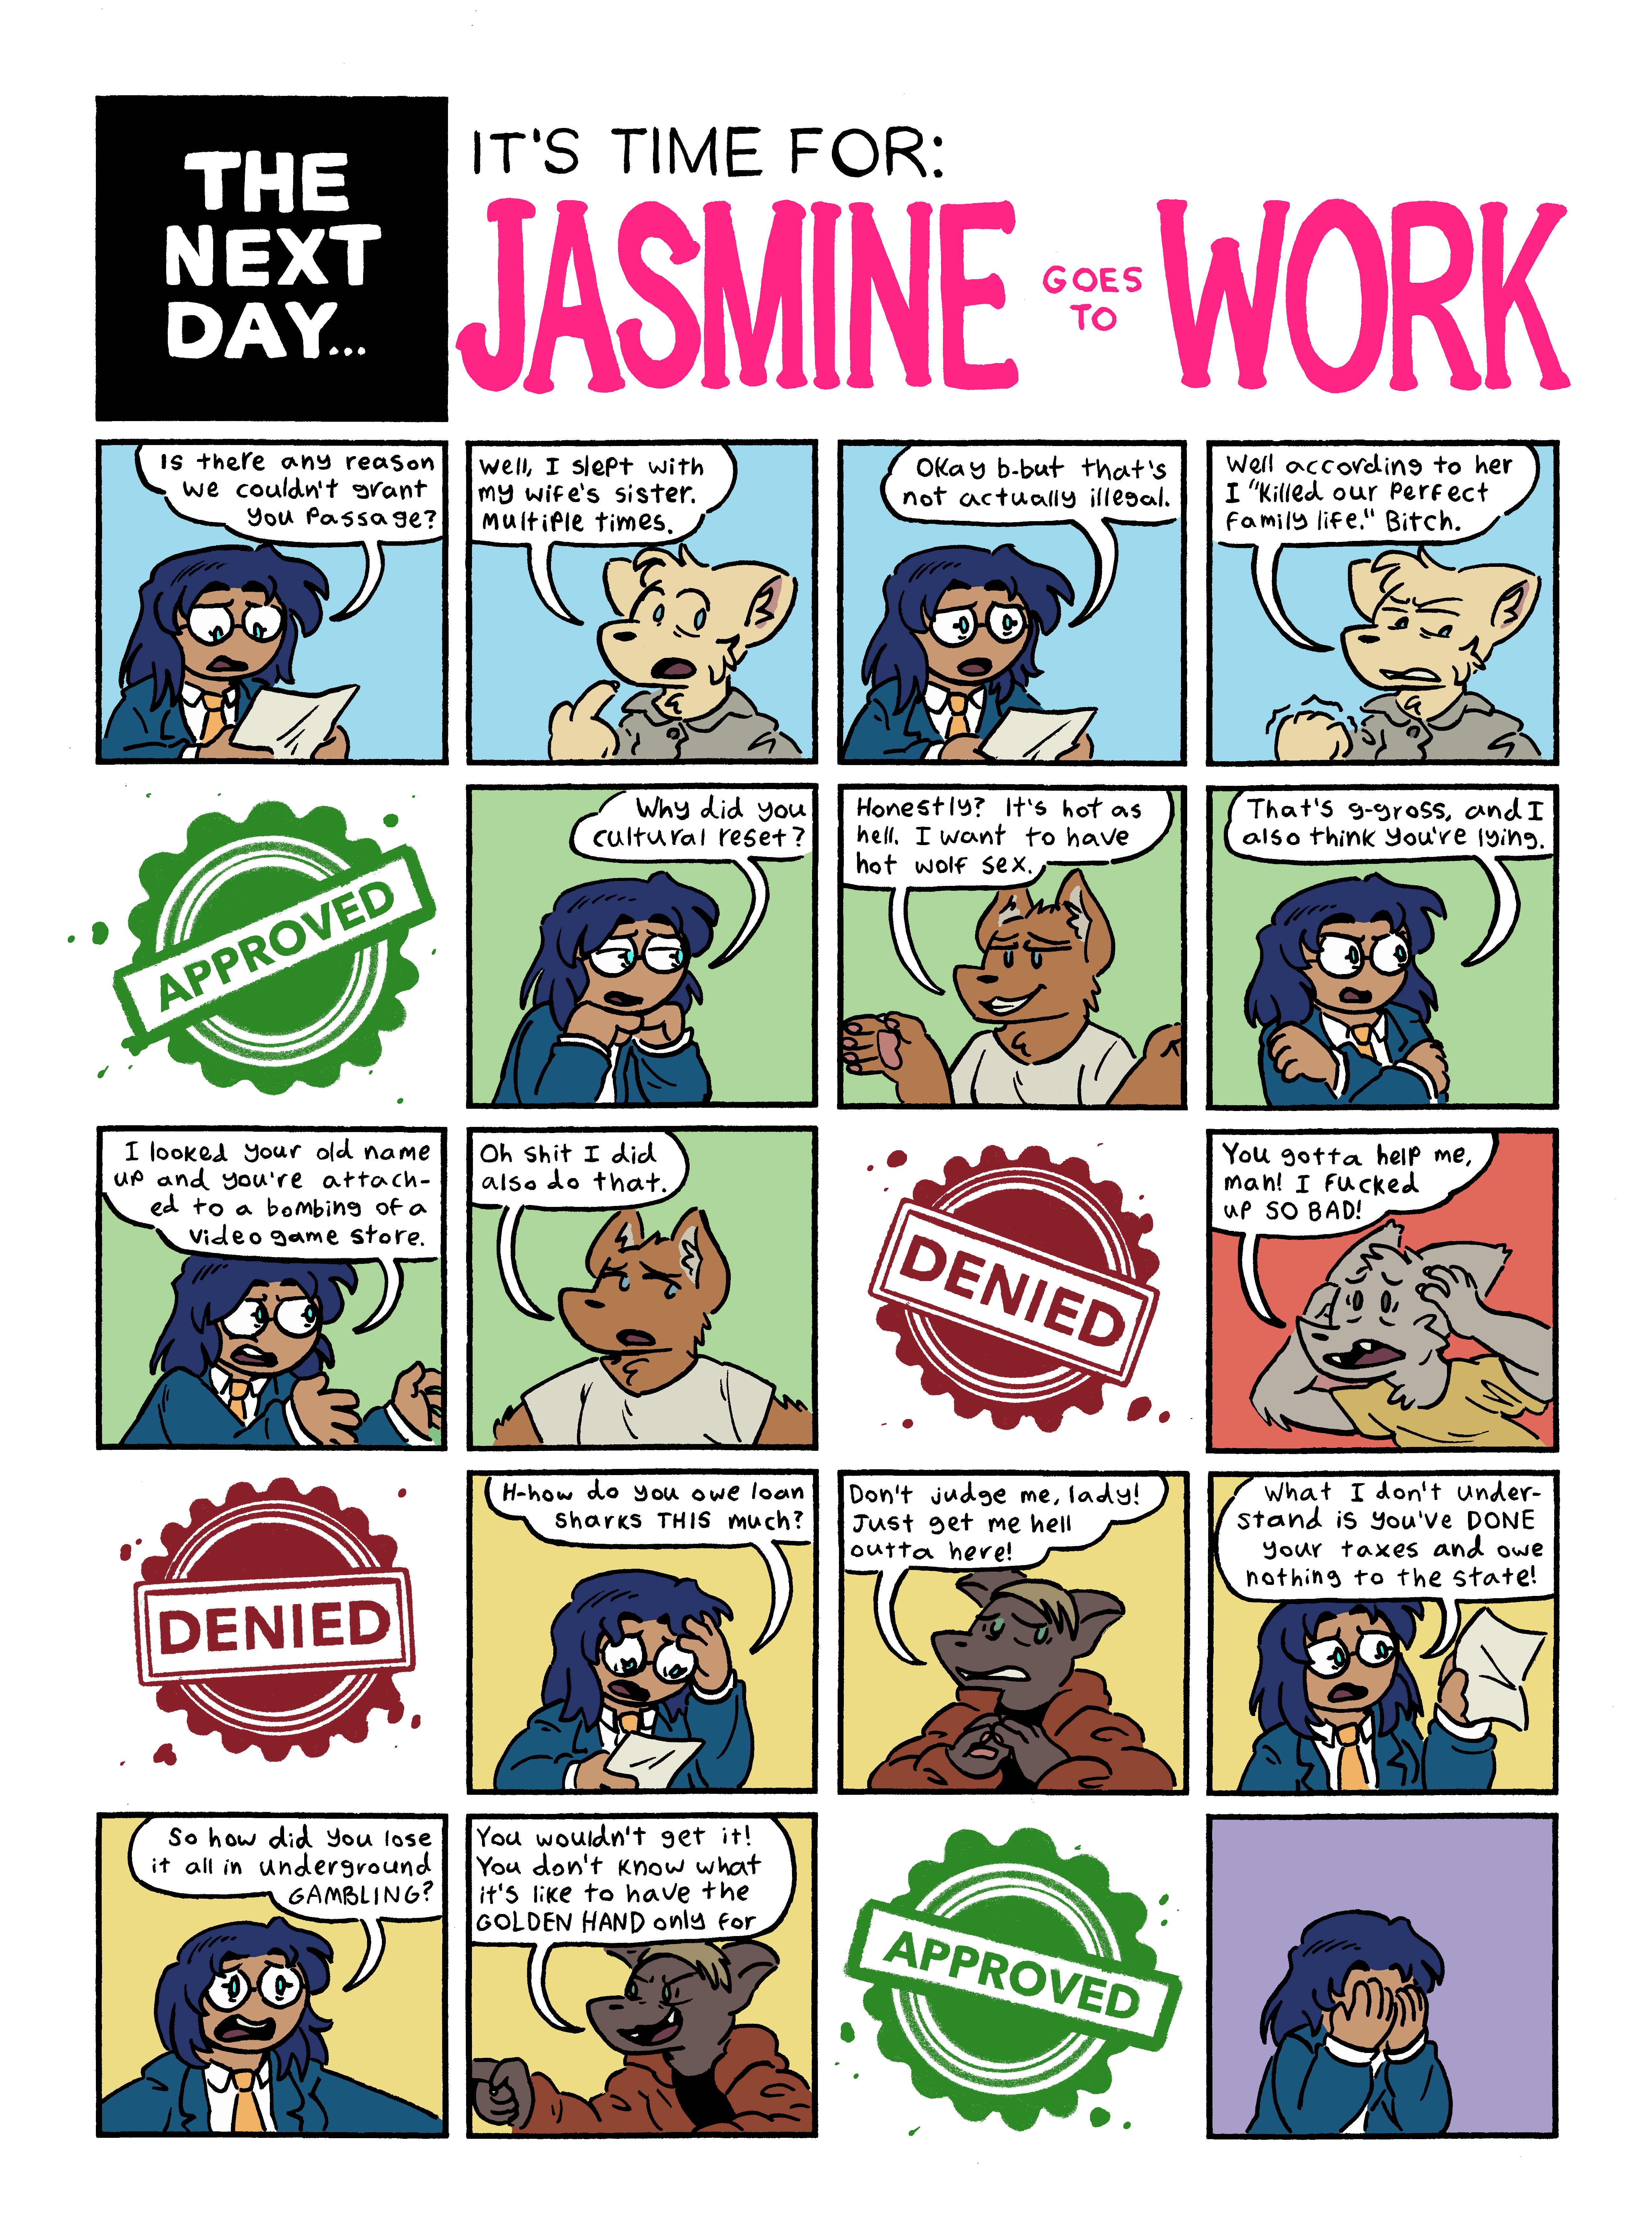 THE
NEXT
DAY...
IT'S TIME FOR:
JASMINE GOES TO WORK
Is there any reason
we couldn't grant
you passage?
Well, I slept with
my wife's sister.
Multiple times.
Okay b-but that's
not actually illegal.
Well according to her
I "killed our perfect
family life." Bitch.
APPROVED
Why did you
cultural reset?
Honestly? It's hot as
hell. I want to have
hot wolf sex.
That's g-gross, and I
also think you're lying.
I looked your old name
up and you're attach-
ed to a bombing of a
video game store.
Oh shit I did
also do that.
DENIED
You gotta help me,
man! I fucked
up SO BAD!
DENIED
H-how do you owe loan
sharks THIS much?
Don't judge me, lady!
Just get me hell
outta here!
What I don't under-
stand is you've DONE
your taxes and owe
nothing to the state!
So how did you lose
it all in underground
GAMBLING?
You wouldn't get it!
You don't know what
it's like to have the
GOLDEN HAND only for
APPROVED